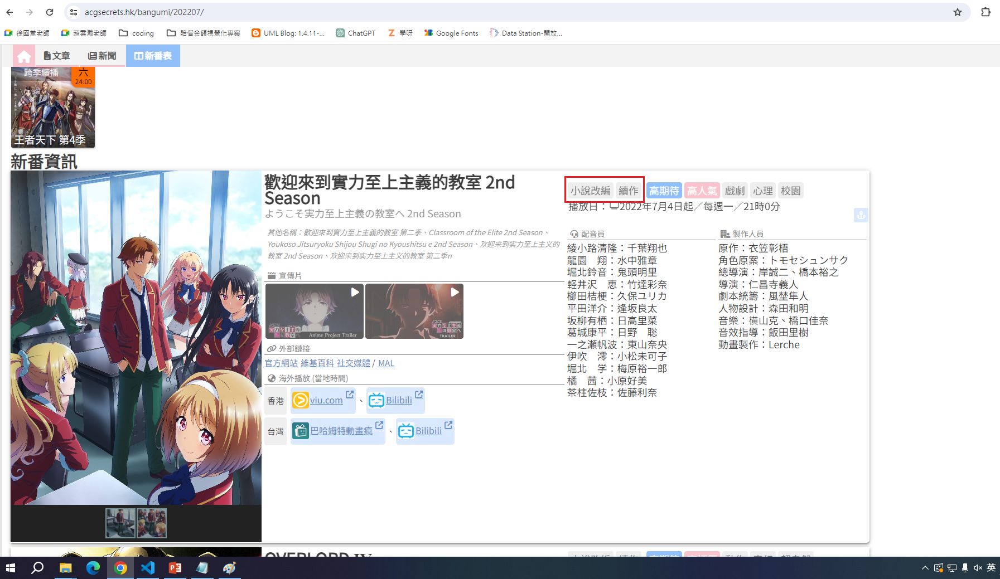 acgsecrets.hk/bangumi/202207/
徐國堂老師
趙雲瀚老師
coding
賠償金額視覺化專案
UML Blog: 1.4.11-...
ChatGPT
學呀
Google Fonts
Data Station-開放...
文章
新聞
新番表
跨季續播
六
24:00
王者天下 第4季
新番資訊
歡迎來到實力至上主義的教室 2nd
Season
ようこそ実力至上主義の教室へ 2nd Season
其他名稱：歡迎來到實力至上主義的教室 第二季、Classroom of the Elite 2nd Season、
Youkoso Jitsuryoku Shijou Shugi no Kyoushitsu e 2nd Season、欢迎来到实力至上主义的
教室 2nd Season、欢迎来到实力至上主义的教室 第二季n
宣傳片
Anime Project Trailer
TRAILER
外部鏈接
官方網站 維基百科 社交媒體 / MAL
海外播放 (當地時間)
香港 viu.com、Bilibili
台灣 巴哈姆特動畫瘋、Bilibili
小說改編 續作 高期待 高人氣 戲劇 心理 校園
播放日：2022年7月4日起／每週一／21時0分
配音員
綾小路清隆：千葉翔也
龍園　翔：水中雅章
堀北鈴音：鬼頭明里
軽井沢　恵：竹達彩奈
櫛田桔梗：久保ユリカ
平田洋介：逢坂良太
坂柳有栖：日高里菜
葛城康平：日野　聡
一之瀬帆波：東山奈央
伊吹　澪：小松未可子
堀北　学：梅原裕一郎
橘　茜：小原好美
茶柱佐枝：佐藤利奈
製作人員
原作：衣笠彰梧
角色原案：トモセシュンサク
總導演：岸誠二、橋本裕之
導演：仁昌寺義人
劇本統籌：風埜隼人
人物設計：森田和明
音樂：横山克、橋口佳奈
音效指導：飯田里樹
動畫製作：Lerche
OVERLORD IV
英